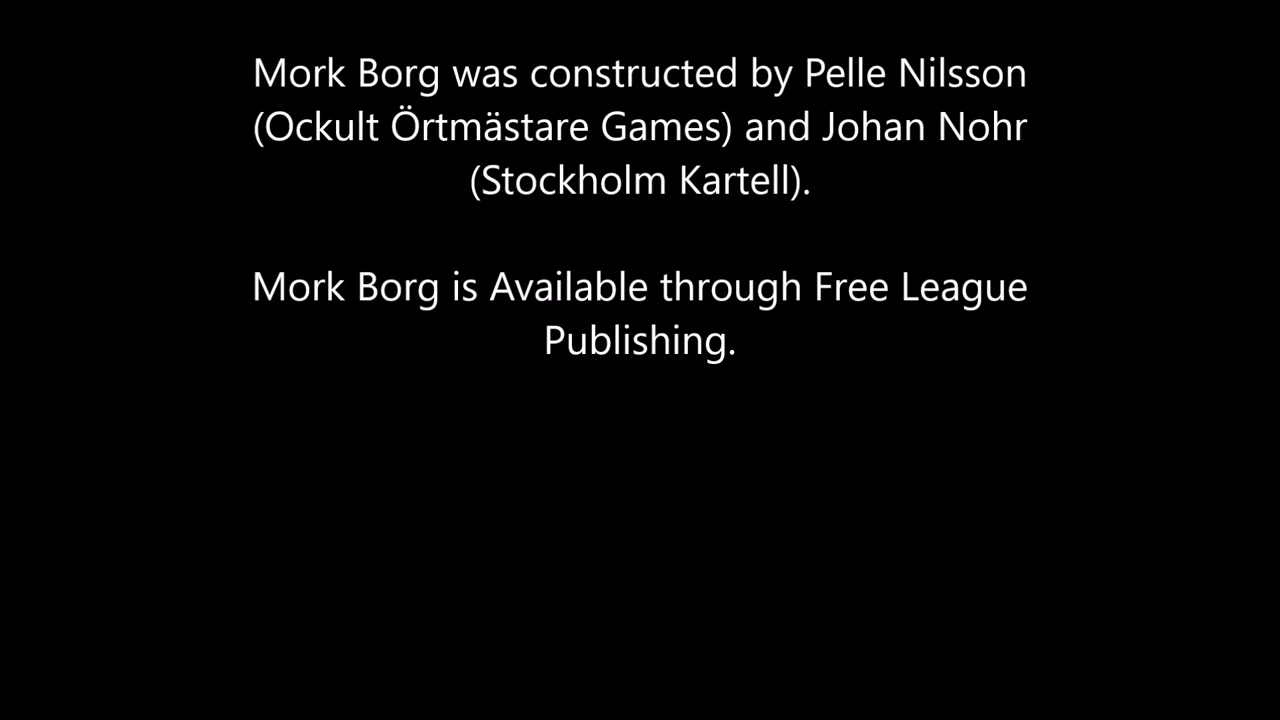 Mork Borg was constructed by Pelle Nilsson
(Ockult Örtmästare Games) and Johan Nohr
(Stockholm Kartell).
Mork Borg is Available through Free League
Publishing.